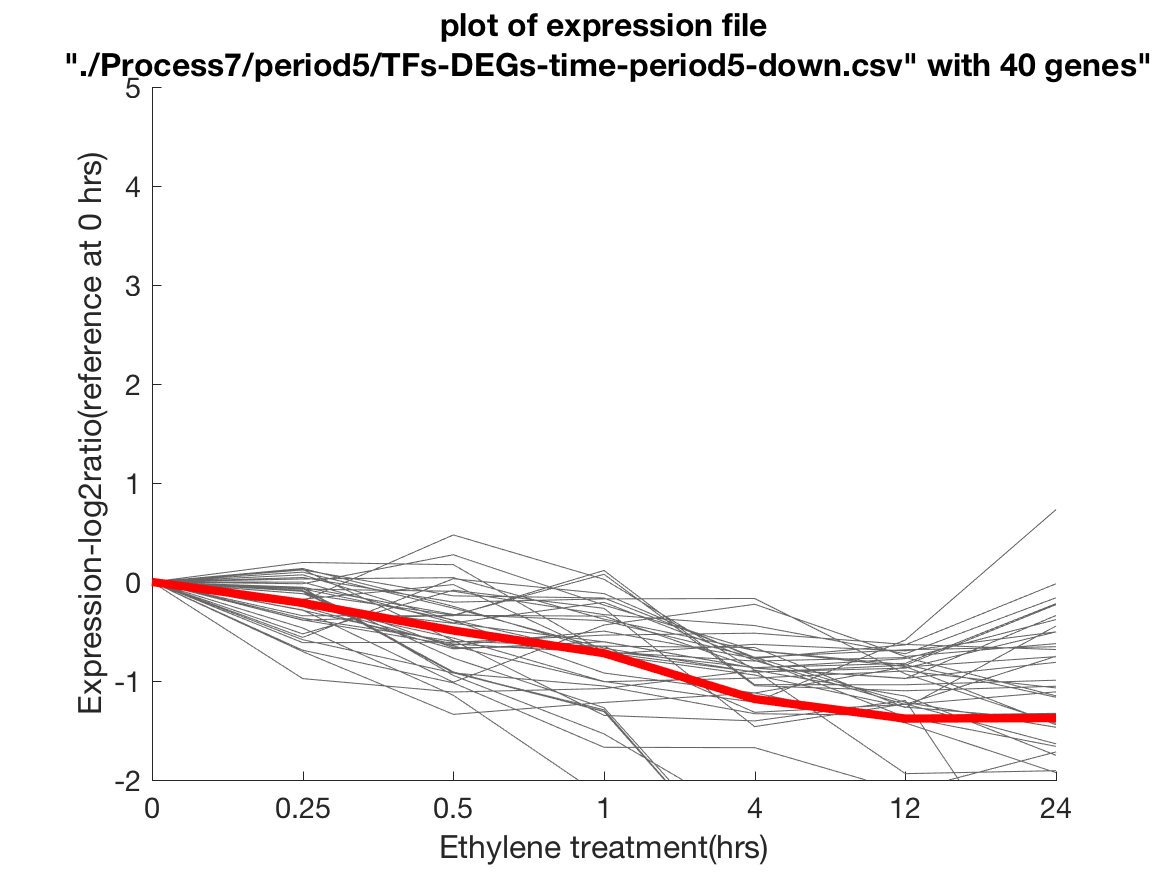 plot of expression file
"./Process7/period5/TFs-DEGs-time-period5-down.csv" with 40 genes"
Expression-log2ratio(reference at 0 hrs)
5
4
3
2
1
0
-1
-2
0 0.25 0.5 1 4 12 24
Ethylene treatment(hrs)